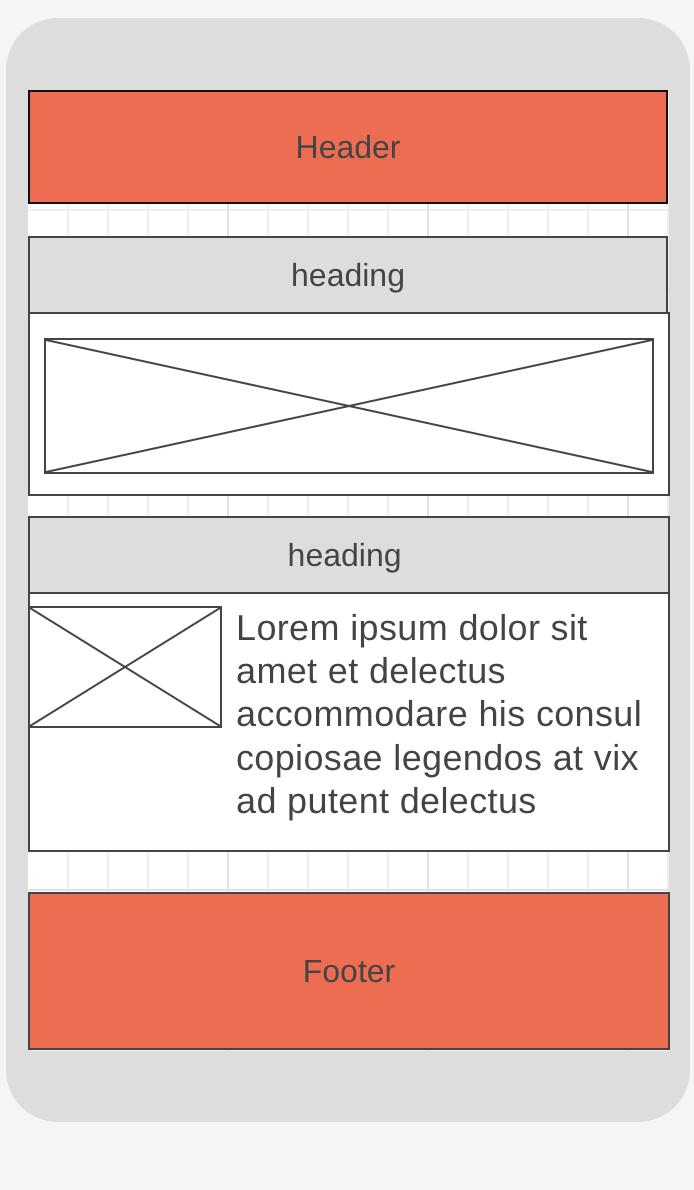 Header
heading
heading
Lorem ipsum dolor sit
amet et delectus
accommodare his consul
copiosae legendos at vix
ad putent delectus
Footer